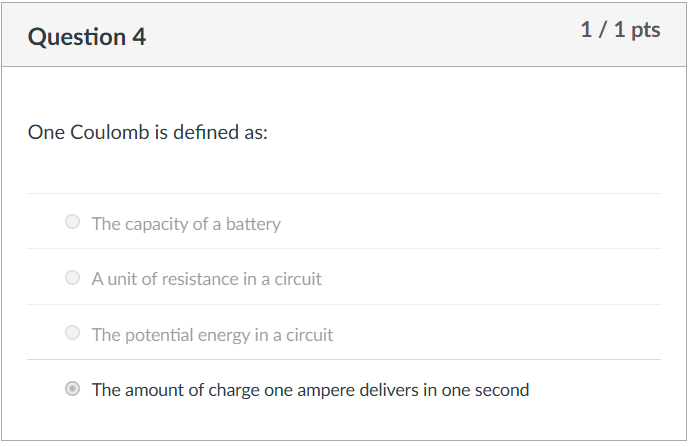 Question 4
1 / 1 pts
One Coulomb is defined as:
The capacity of a battery
A unit of resistance in a circuit
The potential energy in a circuit
The amount of charge one ampere delivers in one second